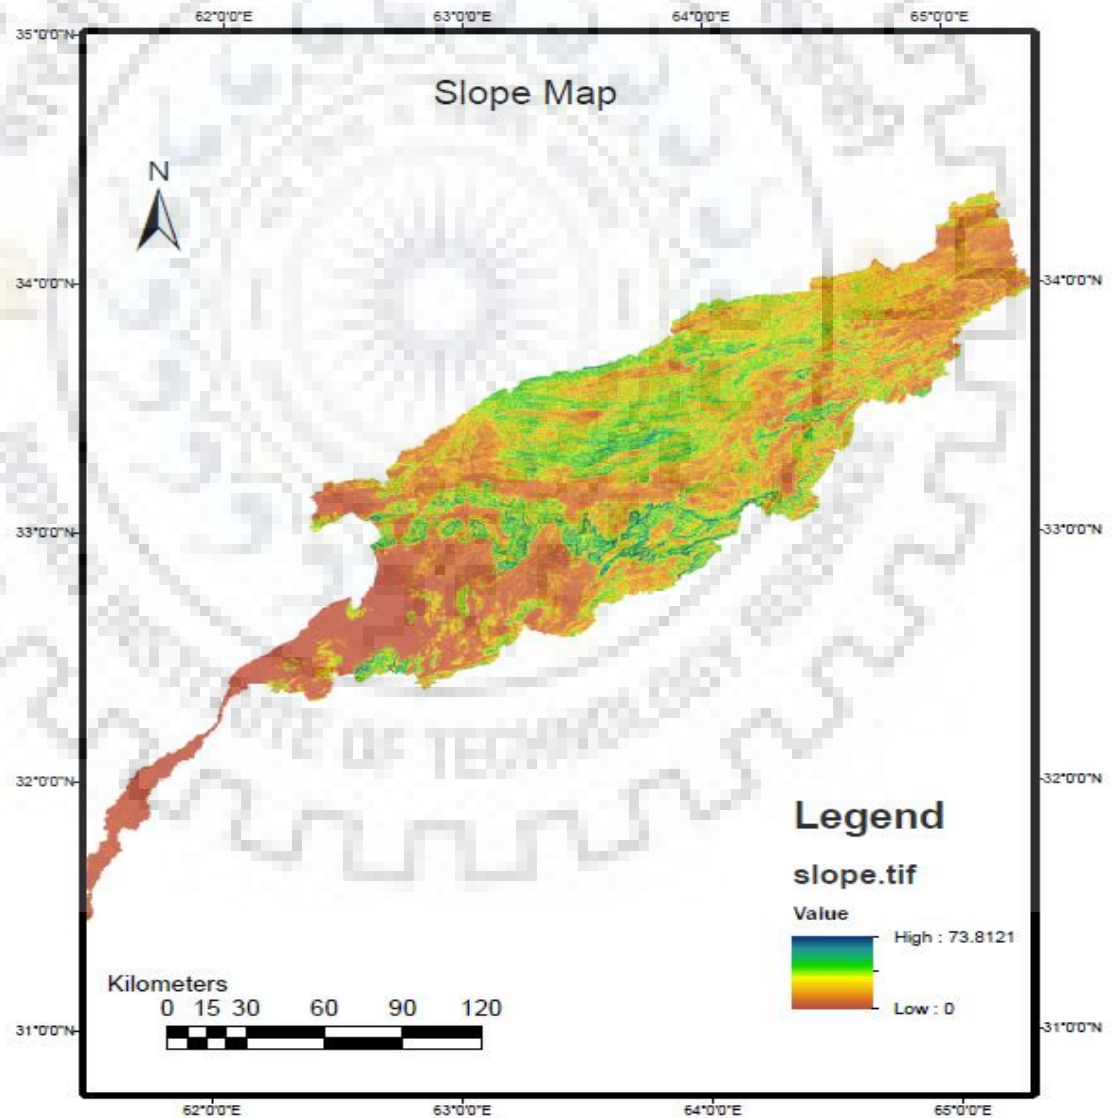 62°0'0"E 63°0'0"E 64°0'0"E 65°0'0"E
35°0'0"N
Slope Map
N
34°0'0"N 34°0'0"N
33°0'0"N 33°0'0"N
OF TECHNOLOGY
32°0'0"N 32°0'0"N
Legend
slope.tif
Value
High : 73.8121
Low : 0
Kilometers
0 15 30 60 90 120
31°0'0"N 31°0'0"N
62°0'0"E 63°0'0"E 64°0'0"E 65°0'0"E